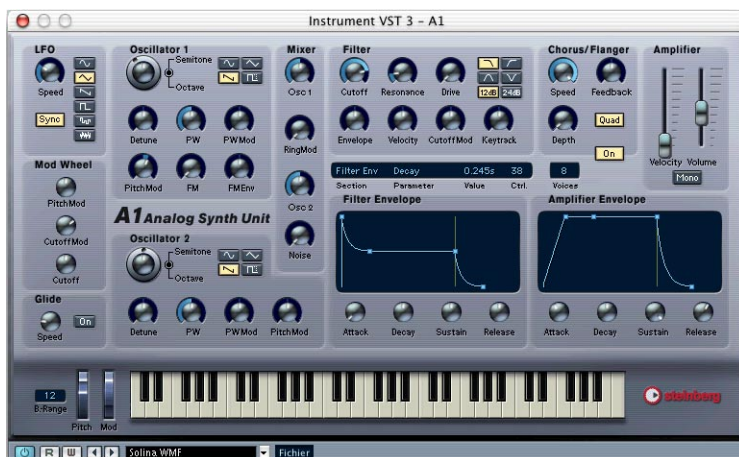 Instrument VST 3 - A1
LFO
Speed
Sync
Oscillator 1
Semitone
Octave
Detune PW PWMod
PitchMod FM FMEnv
Mixer
Osc 1
RingMod
Osc 2
Noise
Filter
Cutoff Resonance Drive
12dB 24dB
Envelope Velocity CutoffMod Keytrack
Chorus/Flanger
Speed Feedback
Quad
Depth
On
Amplifier
Velocity Volume
Mono
Filter Env Decay 0.245s 38 8
Section Parameter Value Ctrl. Voices
Mod Wheel
PitchMod
CutoffMod
Cutoff
A1 Analog Synth Unit
Oscillator 2
Semitone
Octave
Detune PW PWMod PitchMod
Filter Envelope
Attack Decay Sustain Release
Amplifier Envelope
Attack Decay Sustain Release
Glide
On
Speed
12
B.-Range
Pitch Mod
steinberg
R W Solina WMF Fichier